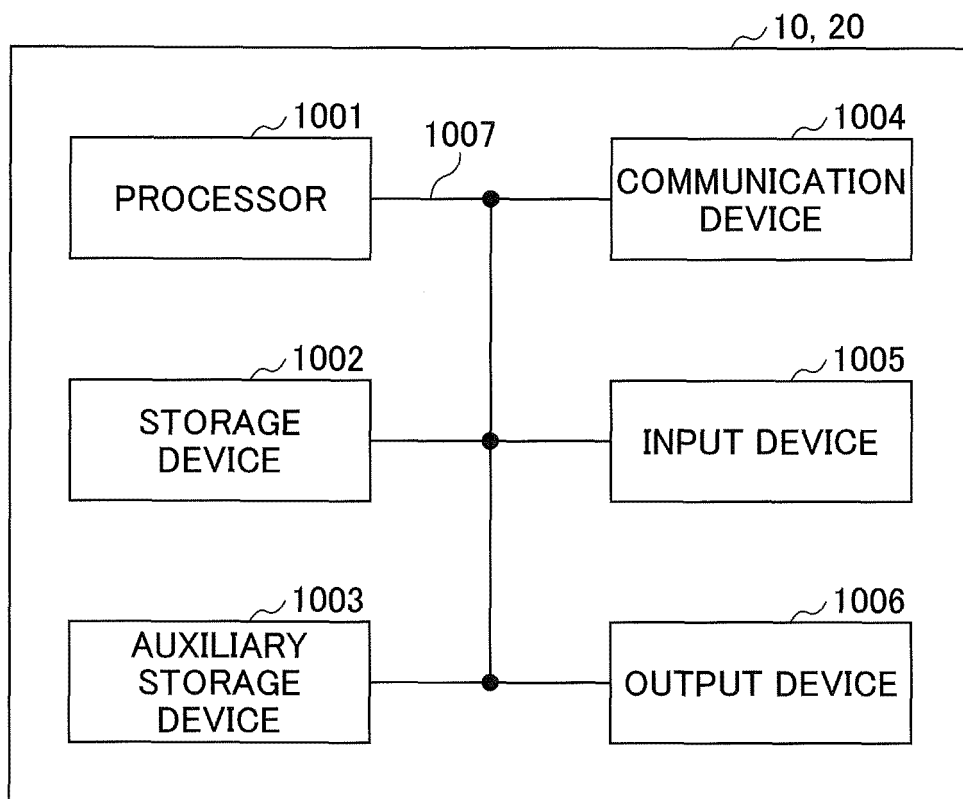 10, 20
1001
PROCESSOR
1007
1004
COMMUNICATION
DEVICE
1002
STORAGE
DEVICE
1005
INPUT DEVICE
1003
AUXILIARY
STORAGE
DEVICE
1006
OUTPUT DEVICE